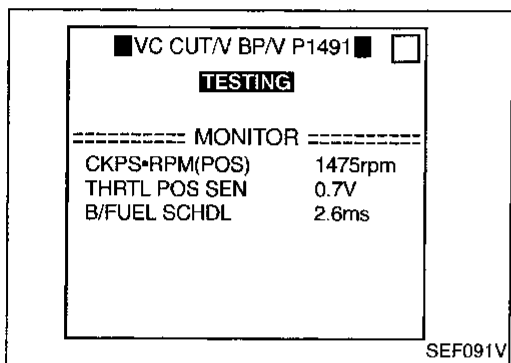 VC CUT/V BP/V P1491
TESTING
MONITOR
CKPS•RPM(POS) 1475rpm
THRTL POS SEN 0.7V
B/FUEL SCHDL 2.6ms
SEF091V